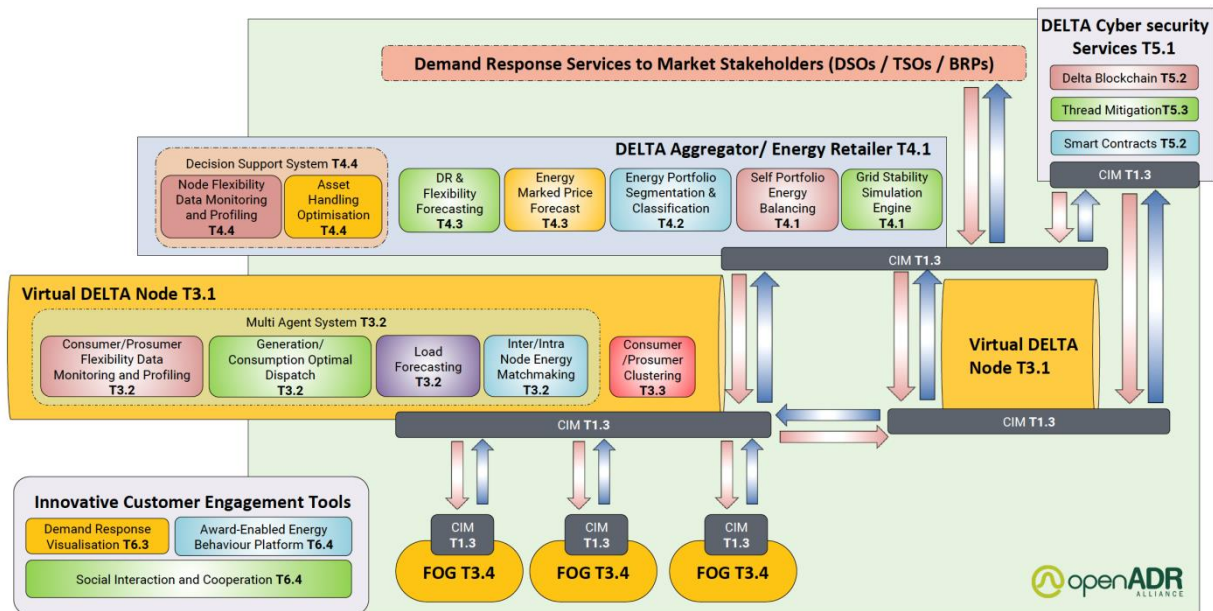 Demand Response Services to Market Stakeholders (DSOs / TSOs / BRPs)
DELTA Cyber security
Services T5.1
Delta Blockchain T5.2
Thread MitigationT5.3
Smart Contracts T5.2
CIM T1.3
DELTA Aggregator/ Energy Retailer T4.1
Decision Support System T4.4
Node Flexibility
Data Monitoring
and Profiling
T4.4
Asset
Handling
Optimisation
T4.4
DR &
Flexibility
Forecasting
T4.3
Energy
Marked Price
Forecast
T4.3
Energy Portfolio
Segmentation &
Classification
T4.2
Self Portfolio
Energy
Balancing
T4.1
Grid Stability
Simulation
Engine
T4.1
CIM T1.3
Virtual DELTA Node T3.1
Multi Agent System T3.2
Consumer/Prosumer
Flexibility Data
Monitoring and Profiling
T3.2
Generation/
Consumption Optimal
Dispatch
T3.2
Load
Forecasting
T3.2
Inter/Intra
Node Energy
Matchmaking
T3.2
Consumer
/Prosumer
Clustering
T3.3
Virtual DELTA
Node T3.1
CIM T1.3
CIM T1.3
Innovative Customer Engagement Tools
Demand Response
Visualisation T6.3
Award-Enabled Energy
Behaviour Platform T6.4
Social Interaction and Cooperation T6.4
CIM
T1.3
FOG T3.4
CIM
T1.3
FOG T3.4
CIM
T1.3
FOG T3.4
openADR
ALLIANCE